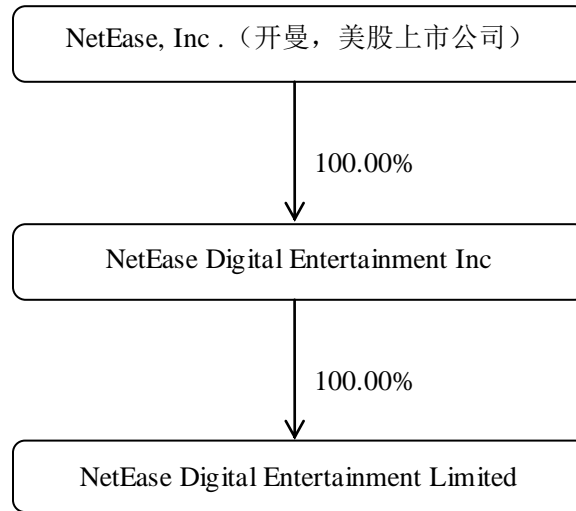 NetEase, Inc .（开曼，美股上市公司）
100.00%
NetEase Digital Entertainment Inc
100.00%
NetEase Digital Entertainment Limited